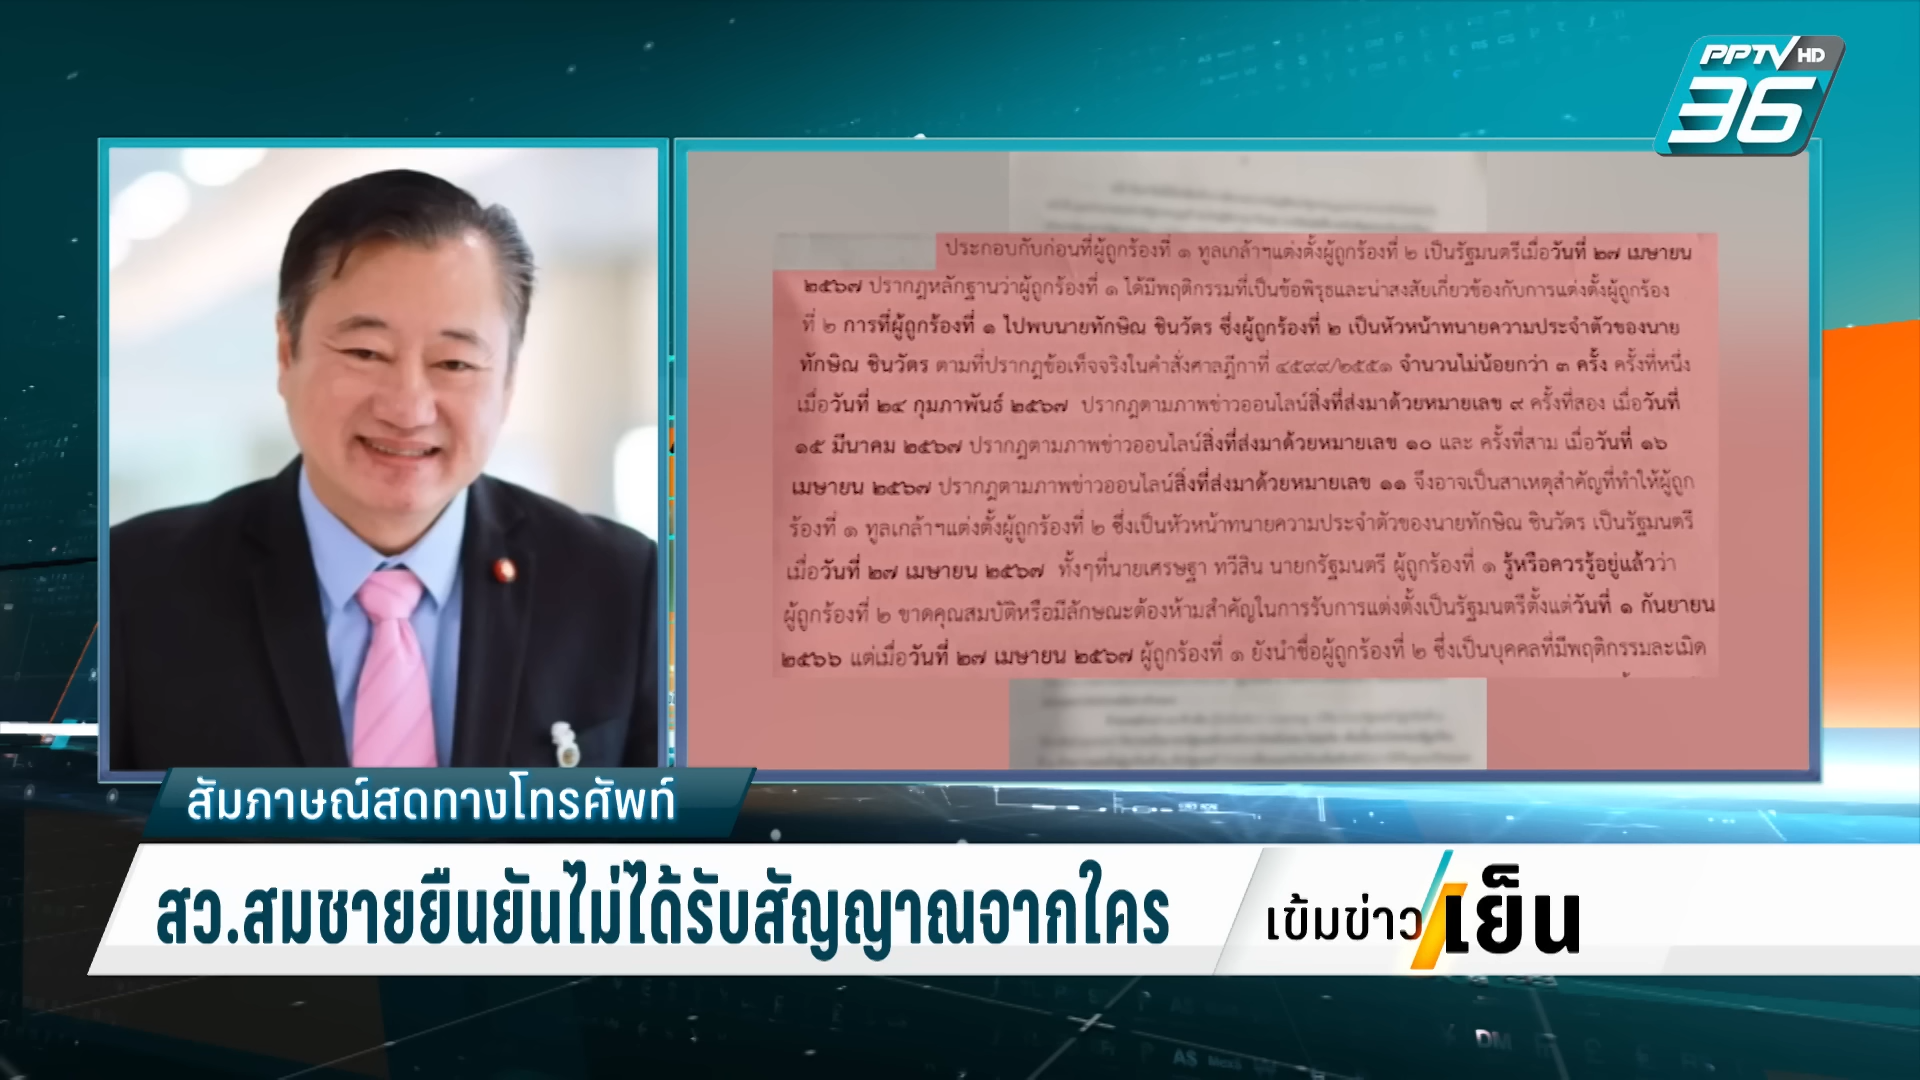 PPTV HD
36
ประกอบกับก่อนที่ผู้ถูกร้องที่ ๑ ทูลเกล้าฯแต่งตั้งผู้ถูกร้องที่ ๒ เป็นรัฐมนตรีเมื่อวันที่ ๒๗ เมษายน
๒๕๖๗ ปรากฏหลักฐานว่าผู้ถูกร้องที่ ๑ ได้มีพฤติกรรมที่เป็นข้อพิรุธและน่าสงสัยเกี่ยวข้องกับการแต่งตั้งผู้ถูกร้อง
ที่ ๒ การที่ผู้ถูกร้องที่ ๑ ไปพบนายทักษิณ ชินวัตร ซึ่งผู้ถูกร้องที่ ๒ เป็นหัวหน้าทนายความประจำตัวของนาย
ทักษิณ ชินวัตร ตามที่ปรากฏข้อเท็จจริงในคำสั่งศาลฎีกาที่ ๔๕๙๙/๒๕๕๑ จำนวนไม่น้อยกว่า ๓ ครั้ง ครั้งที่หนึ่ง
เมื่อวันที่ ๒๔ กุมภาพันธ์ ๒๕๖๗ ปรากฏตามภาพข่าวออนไลน์สิ่งที่ส่งมาด้วยหมายเลข ๙ ครั้งที่สอง เมื่อวันที่
๑๕ มีนาคม ๒๕๖๗ ปรากฏตามภาพข่าวออนไลน์สิ่งที่ส่งมาด้วยหมายเลข ๑๐ และ ครั้งที่สาม เมื่อวันที่ ๑๖
เมษายน ๒๕๖๗ ปรากฏตามภาพข่าวออนไลน์สิ่งที่ส่งมาด้วยหมายเลข ๑๑ จึงอาจเป็นสาเหตุสำคัญที่ทำให้ผู้ถูก
ร้องที่ ๑ ทูลเกล้าฯแต่งตั้งผู้ถูกร้องที่ ๒ ซึ่งเป็นหัวหน้าทนายความประจำตัวของนายทักษิณ ชินวัตร เป็นรัฐมนตรี
เมื่อวันที่ ๒๗ เมษายน ๒๕๖๗ ทั้งๆที่นายเศรษฐา ทวีสิน นายกรัฐมนตรี ผู้ถูกร้องที่ ๑ รู้หรือควรรู้อยู่แล้วว่า
ผู้ถูกร้องที่ ๒ ขาดคุณสมบัติหรือมีลักษณะต้องห้ามสำคัญในการรับการแต่งตั้งเป็นรัฐมนตรีตั้งแต่วันที่ ๑ กันยายน
๒๕๖๖ แต่เมื่อวันที่ ๒๗ เมษายน ๒๕๖๗ ผู้ถูกร้องที่ ๑ ยังนำชื่อผู้ถูกร้องที่ ๒ ซึ่งเป็นบุคคลที่มีพฤติกรรมละเมิด
สัมภาษณ์สดทางโทรศัพท์
สว.สมชายยืนยันไม่ได้รับสัญญาณจากใคร
เข้มข่าวเย็น